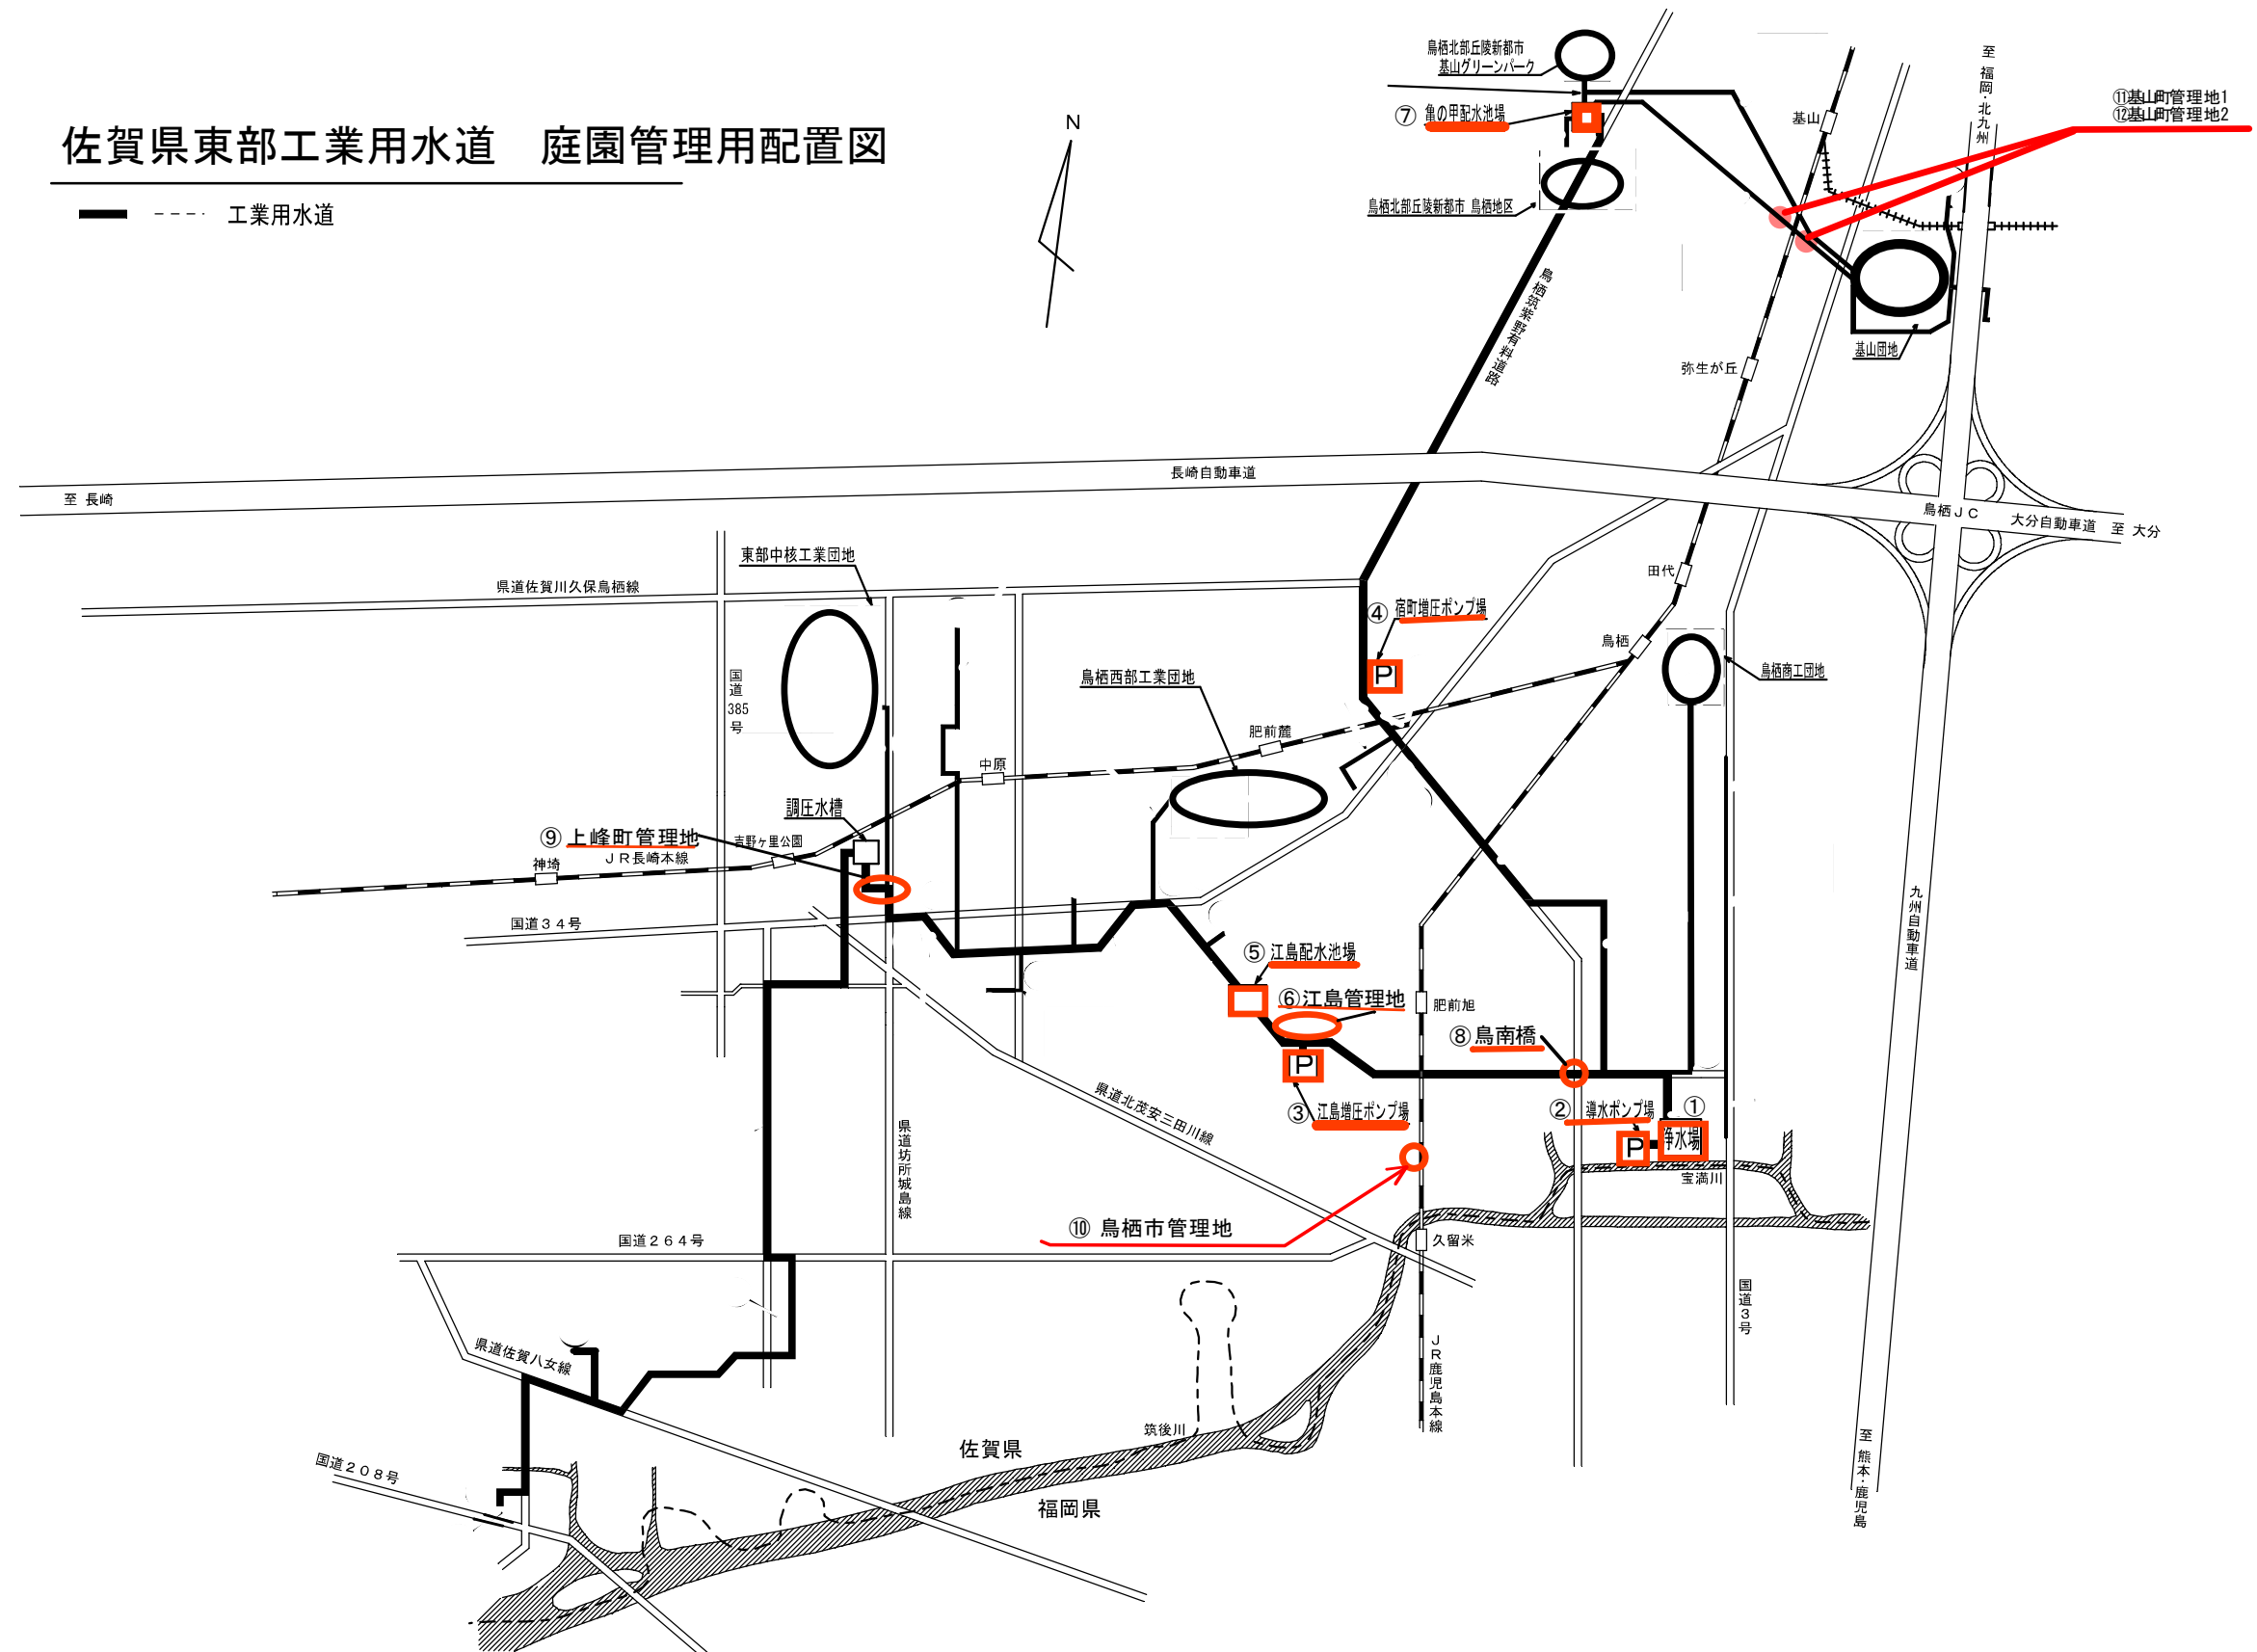 佐賀県東部工業用水道　庭園管理用配置図
工業用水道
N
鳥栖北部丘陵新都市
基山グリーンパーク
⑦ 亀の甲配水池場
鳥栖北部丘陵新都市 鳥栖地区
基山
至 福岡・北九州
⑪基山町管理地1
⑫基山町管理地2
鳥栖筑紫野有料道路
弥生が丘
基山団地
至 長崎
長崎自動車道
鳥栖ＪＣ
大分自動車道 至 大分
東部中核工業団地
県道佐賀川久保鳥栖線
国道385号
田代
④ 宿町増圧ポンプ場
P
鳥栖
鳥栖商工団地
鳥栖西部工業団地
肥前麓
中原
調圧水槽
⑨ 上峰町管理地
吉野ヶ里公園
ＪＲ長崎本線
神埼
国道３４号
九州自動車道
⑤ 江島配水池場
⑥江島管理地
肥前旭
⑧ 鳥南橋
P
③ 江島増圧ポンプ場
② 導水ポンプ場
①
浄水場
P
宝満川
県道北茂安三田川線
県道坊所城島線
⑩ 鳥栖市管理地
国道２６４号
久留米
国道３号
県道佐賀八女線
ＪＲ鹿児島本線
筑後川
佐賀県
福岡県
国道２０８号
至 熊本・鹿児島